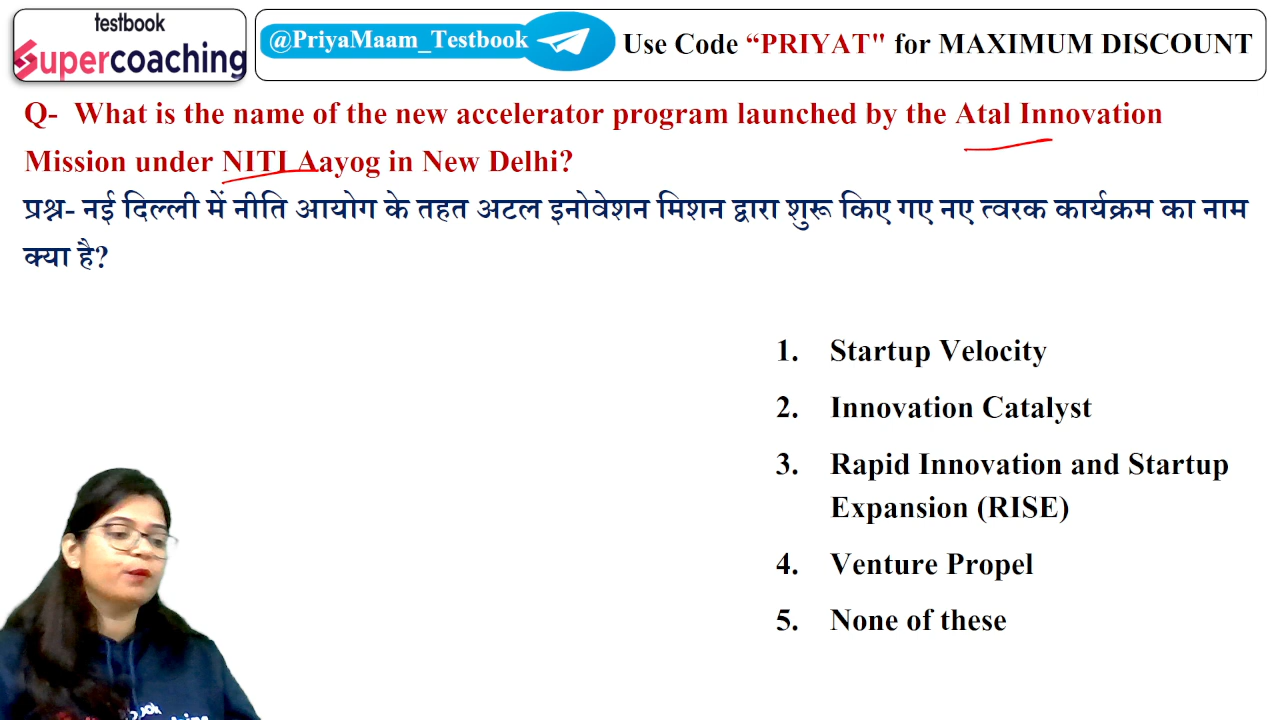 testbook
Supercoaching
@PriyaMaam_Testbook
Use Code “PRIYAT" for MAXIMUM DISCOUNT
Q- What is the name of the new accelerator program launched by the Atal Innovation
Mission under NITI Aayog in New Delhi?
प्रश्न- नई दिल्ली में नीति आयोग के तहत अटल इनोवेशन मिशन द्वारा शुरू किए गए नए त्वरक कार्यक्रम का नाम
क्या है?
1. Startup Velocity
2. Innovation Catalyst
3. Rapid Innovation and Startup
Expansion (RISE)
4. Venture Propel
5. None of these